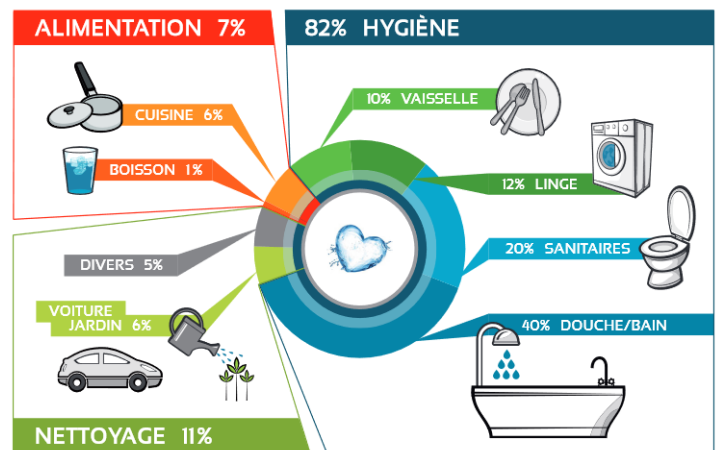 ALIMENTATION 7%
82% HYGIÈNE
CUISINE 6%
BOISSON 1%
10% VAISSELLE
12% LINGE
20% SANITAIRES
40% DOUCHE/BAIN
DIVERS 5%
VOITURE
JARDIN 6%
NETTOYAGE 11%